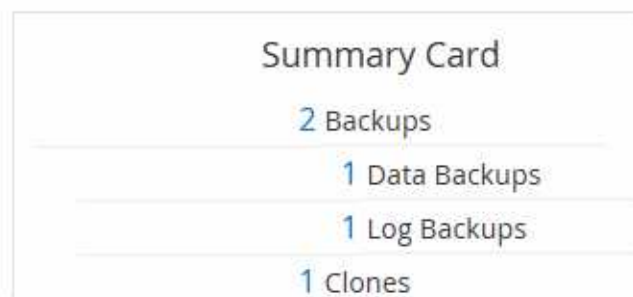 Summary Card
2 Backups
1 Data Backups
1 Log Backups
1 Clones